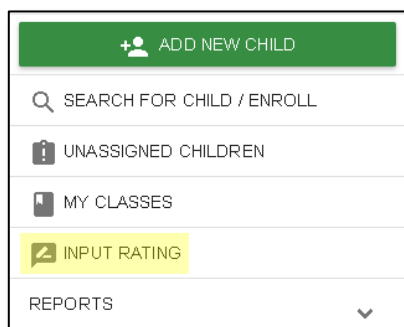 ADD NEW CHILD
SEARCH FOR CHILD / ENROLL
UNASSIGNED CHILDREN
MY CLASSES
INPUT RATING
REPORTS